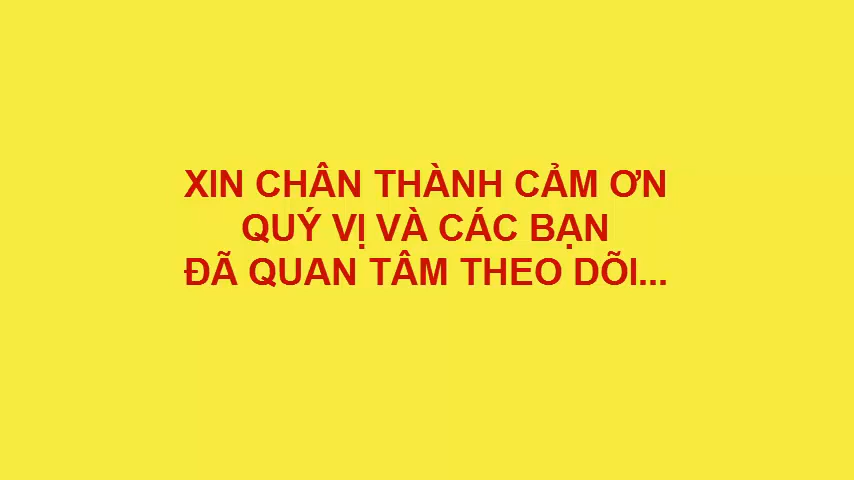 XIN CHÂN THÀNH CẢM ƠN
QUÝ VỊ VÀ CÁC BẠN
ĐÃ QUAN TÂM THEO DÕI...